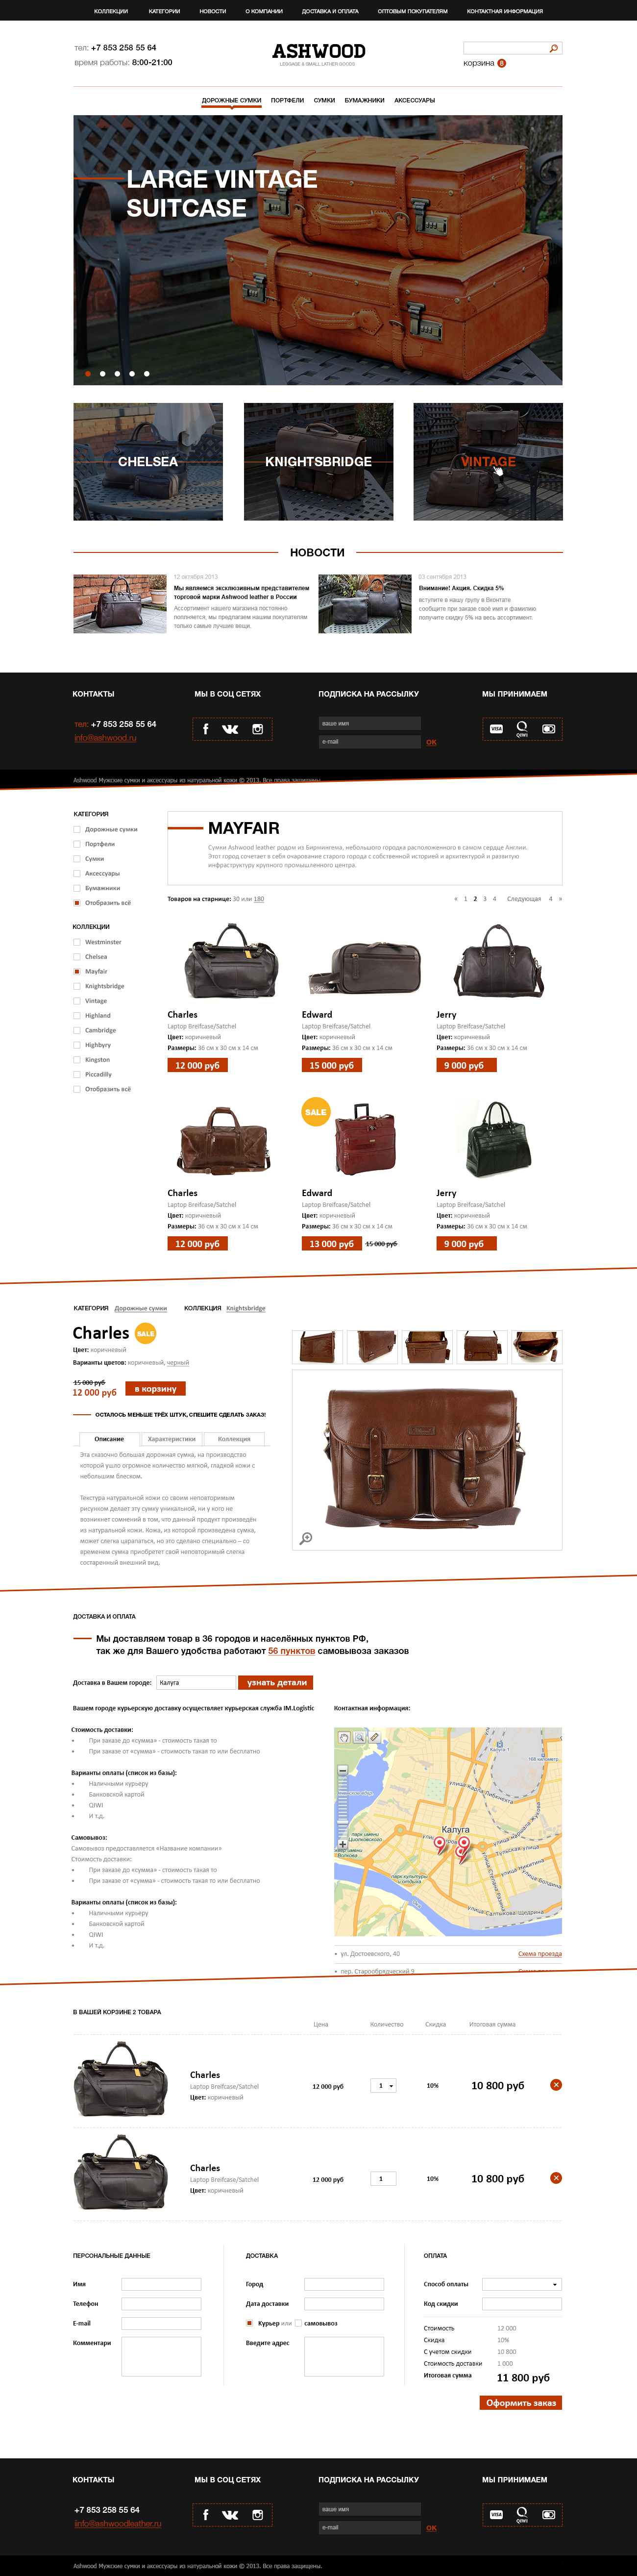 КОЛЛЕКЦИИ КАТЕГОРИИ НОВОСТИ О КОМПАНИИ ДОСТАВКА И ОПЛАТА ОПТОВЫМ ПОКУПАТЕЛЯМ КОНТАКТНАЯ ИНФОРМАЦИЯ
тел: +7 853 258 55 64
время работы: 8:00-21:00
ASHWOOD
LEGGAGE & SMALL LATHER GOODS
корзина 8
ДОРОЖНЫЕ СУМКИ ПОРТФЕЛИ СУМКИ БУМАЖНИКИ АКСЕССУАРЫ
LARGE VINTAGE
SUITCASE
CHELSEA
KNIGHTSBRIDGE
VINTAGE
НОВОСТИ
12 октября 2013
Мы являемся эксклюзивным представителем
торговой марки Ashwood leather в России
Ассортимент нашего магазина постоянно
пополняется, мы предлагаем нашим покупателям
только самые лучшие вещи.
03 сентября 2013
Внимание! Акция. Скидка 5%
вступите в нашу группу в Вконтакте
сообщите при заказе своё имя и фамилию
получите скидку 5% на весь ассортимент.
КОНТАКТЫ
тел: +7 853 258 55 64
info@ashwood.ru
МЫ В СОЦ СЕТЯХ
ПОДПИСКА НА РАССЫЛКУ
ваше имя
e-mail
ОК
МЫ ПРИНИМАЕМ
VISA
QIWI
Ashwood Мужские сумки и аксессуары из натуральной кожи © 2013. Все права защищены.
КАТЕГОРИЯ
Дорожные сумки
Портфели
Сумки
Аксессуары
Бумажники
Отобразить всё
КОЛЛЕКЦИИ
Westminster
Chelsea
Mayfair
Knightsbridge
Vintage
Highland
Cambridge
Highbyry
Kingston
Piccadilly
Отобразить всё
MAYFAIR
Сумки Ashwood leather родом из Бирмингема, небольшого городка расположенного в самом сердце Англии.
Этот город сочетает в себе очарование старого города с собственной историей и архитектурой и развитую
инфраструктуру крупного промышленного центра.
Товаров на старнице: 30 или 180
« 1 2 3 4 Следующая 4 »
Charles
Laptop Breifcase/Satchel
Цвет: коричневый
Размеры: 36 см х 30 см х 14 см
12 000 руб
Edward
Laptop Breifcase/Satchel
Цвет: коричневый
Размеры: 36 см х 30 см х 14 см
15 000 руб
Jerry
Laptop Breifcase/Satchel
Цвет: коричневый
Размеры: 36 см х 30 см х 14 см
9 000 руб
Charles
Laptop Breifcase/Satchel
Цвет: коричневый
Размеры: 36 см х 30 см х 14 см
12 000 руб
SALE
Edward
Laptop Breifcase/Satchel
Цвет: коричневый
Размеры: 36 см х 30 см х 14 см
13 000 руб 15 000 руб
Jerry
Laptop Breifcase/Satchel
Цвет: коричневый
Размеры: 36 см х 30 см х 14 см
9 000 руб
КАТЕГОРИЯ Дорожные сумки КОЛЛЕКЦИЯ Knightsbridge
Charles SALE
Цвет: коричневый
Варианты цветов: коричневый, черный
15 000 руб
12 000 руб
в корзину
ОСТАЛОСЬ МЕНЬШЕ ТРЁХ ШТУК, СПЕШИТЕ СДЕЛАТЬ ЗАКАЗ!
Описание Характеристики Коллекция
Эта сказочно большая дорожная сумка, на производство
которой ушло огромное количество мягкой, гладкой кожи с
небольшим блеском.
Текстура натуральной кожи со своим неповторимым
рисунком делает эту сумку уникальной, ни у кого не
возникнет сомнений в том, что данный продукт произведён
из натуральной кожи. Кожа, из которой произведена сумка,
может слегка царапаться, но это сделано специально – со
временем сумка приобретет свой неповторимый слегка
состаренный внешний вид.
ДОСТАВКА И ОПЛАТА
Мы доставляем товар в 36 городов и населённых пунктов РФ,
так же для Вашего удобства работают 56 пунктов самовывоза заказов
Доставка в Вашем городе: Калуга узнать детали
Вашем городе курьерскую доставку осуществляет курьерская служба IM.Logistic
Стоимость доставки:
• При заказе до «сумма» - стоимость такая то
• При заказе от «сумма» - стоимость такая то или бесплатно
Варианты оплаты (список из базы):
• Наличными курьеру
• Банковской картой
• QIWI
• И т.д.
Самовывоз:
Самовывоз предоставляется «Название компании»
Стоимость доставки:
• При заказе до «сумма» - стоимость такая то
• При заказе от «сумма» - стоимость такая то или бесплатно
Варианты оплаты (список из базы):
• Наличными курьеру
• Банковской картой
• QIWI
• И т.д.
Контактная информация:
Калуга
• ул. Достоевского, 40 Схема проезда
• пер. Старообрядческий 9
В ВАШЕЙ КОРЗИНЕ 2 ТОВАРА
Цена Количество Скидка Итоговая сумма
Charles
Laptop Breifcase/Satchel
Цвет: коричневый
12 000 руб 1 10% 10 800 руб
Charles
Laptop Breifcase/Satchel
Цвет: коричневый
12 000 руб 1 10% 10 800 руб
ПЕРСОНАЛЬНЫЕ ДАННЫЕ
Имя
Телефон
E-mail
Комментари
ДОСТАВКА
Город
Дата доставки
Курьер или самовывоз
Введите адрес
ОПЛАТА
Способ оплаты
Код скидки
Стоимость 12 000
Скидка 10%
С учетом скидки 10 800
Стоимость доставки 1 000
Итоговая сумма 11 800 руб
Оформить заказ
КОНТАКТЫ
+7 853 258 55 64
iinfo@ashwoodleather.ru
МЫ В СОЦ СЕТЯХ
ПОДПИСКА НА РАССЫЛКУ
ваше имя
e-mail
ОК
МЫ ПРИНИМАЕМ
VISA
QIWI
Ashwood Мужские сумки и аксессуары из натуральной кожи © 2013. Все права защищены.